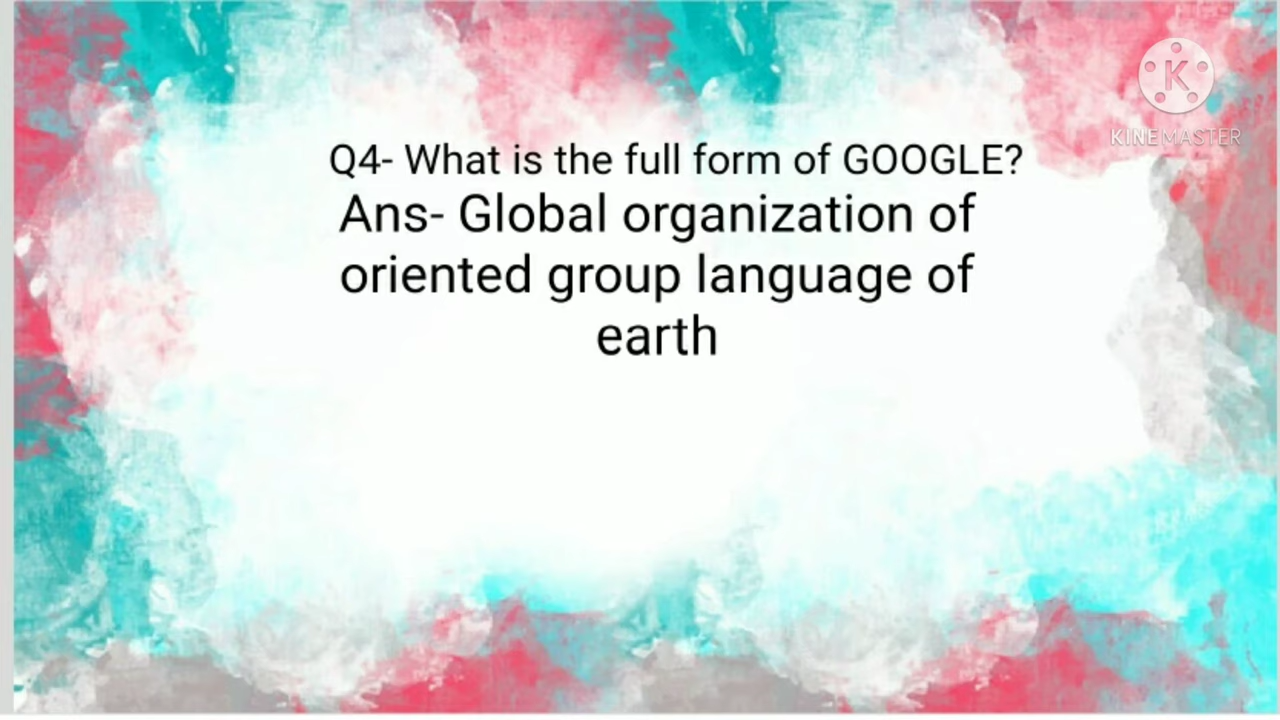 Q4- What is the full form of GOOGLE?
Ans- Global organization of
oriented group language of
earth
K
KINEMASTER